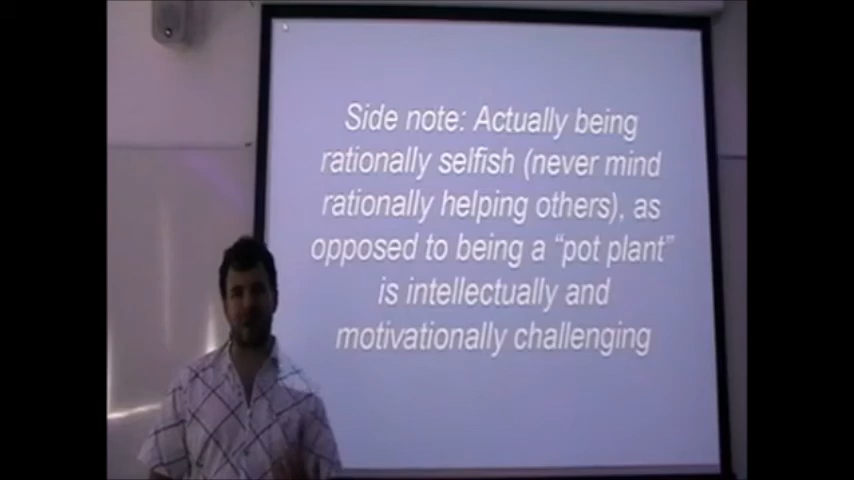 Side note: Actually being
rationally selfish (never mind
rationally helping others), as
opposed to being a “pot plant”
is intellectually and
motivationally challenging